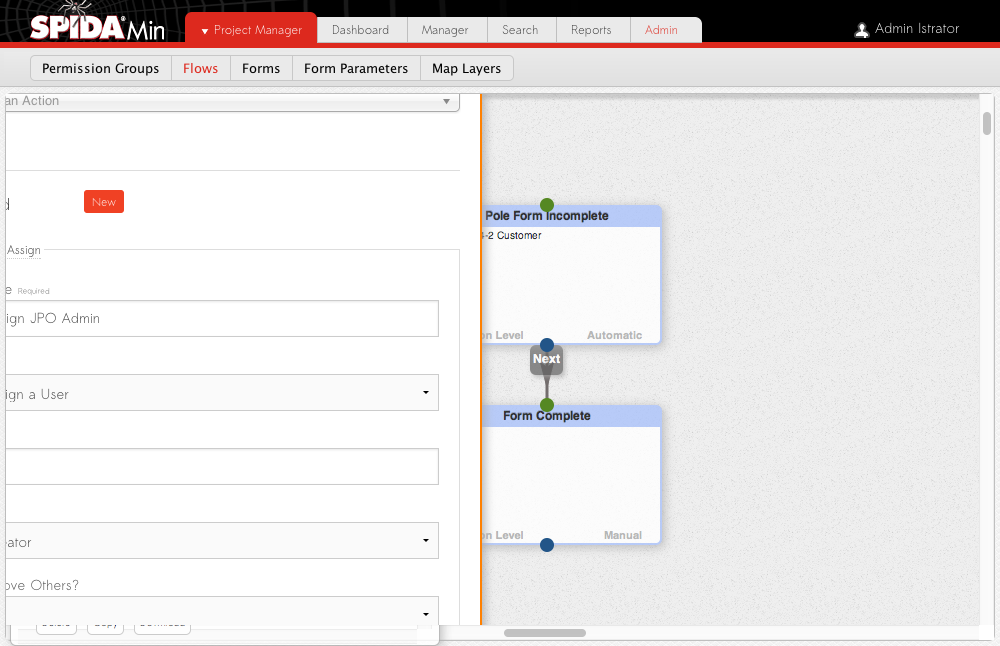 SPIDA® Min
Project Manager Dashboard Manager Search Reports Admin
Admin Istrator
Permission Groups Flows Forms Form Parameters Map Layers
an Action
New
Assign
e Required
ign JPO Admin
ign a User
ator
ove Others?
Pole Form Incomplete
-2 Customer
on Level Automatic
Next
Form Complete
on Level Manual